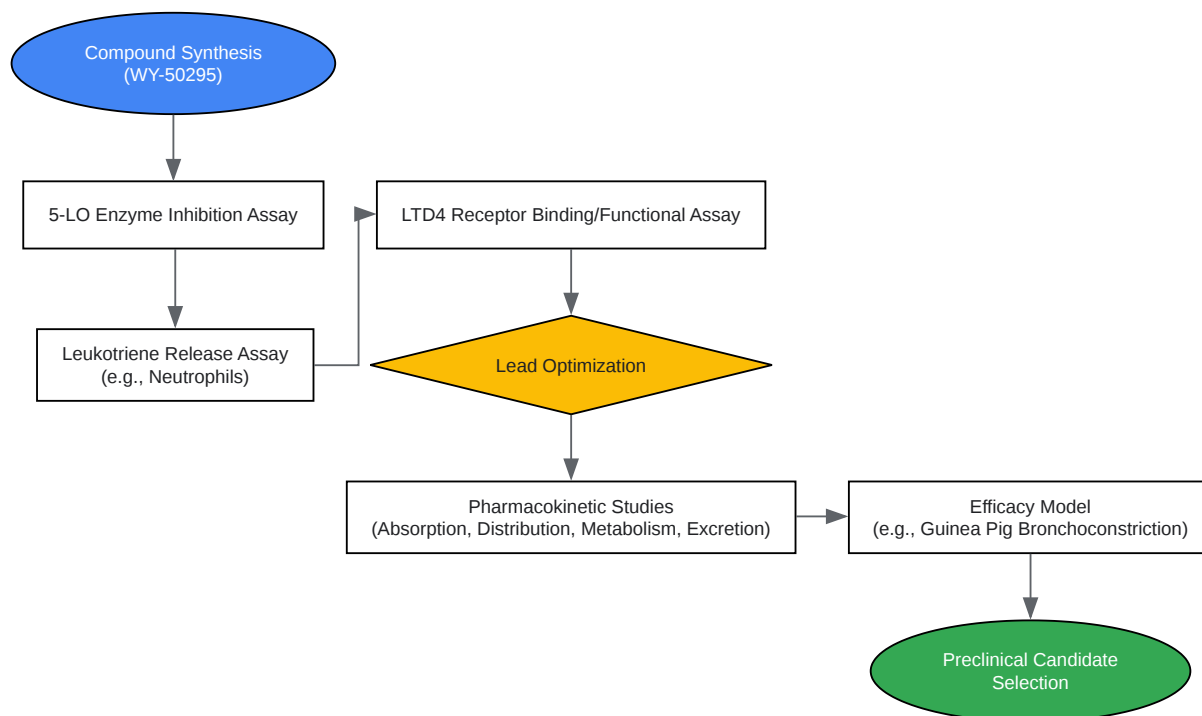 Compound Synthesis
(WY-50295)
5-LO Enzyme Inhibition Assay
LTD4 Receptor Binding/Functional Assay
Leukotriene Release Assay
(e.g., Neutrophils)
Lead Optimization
Pharmacokinetic Studies
(Absorption, Distribution, Metabolism, Excretion)
Efficacy Model
(e.g., Guinea Pig Bronchoconstriction)
Preclinical Candidate
Selection